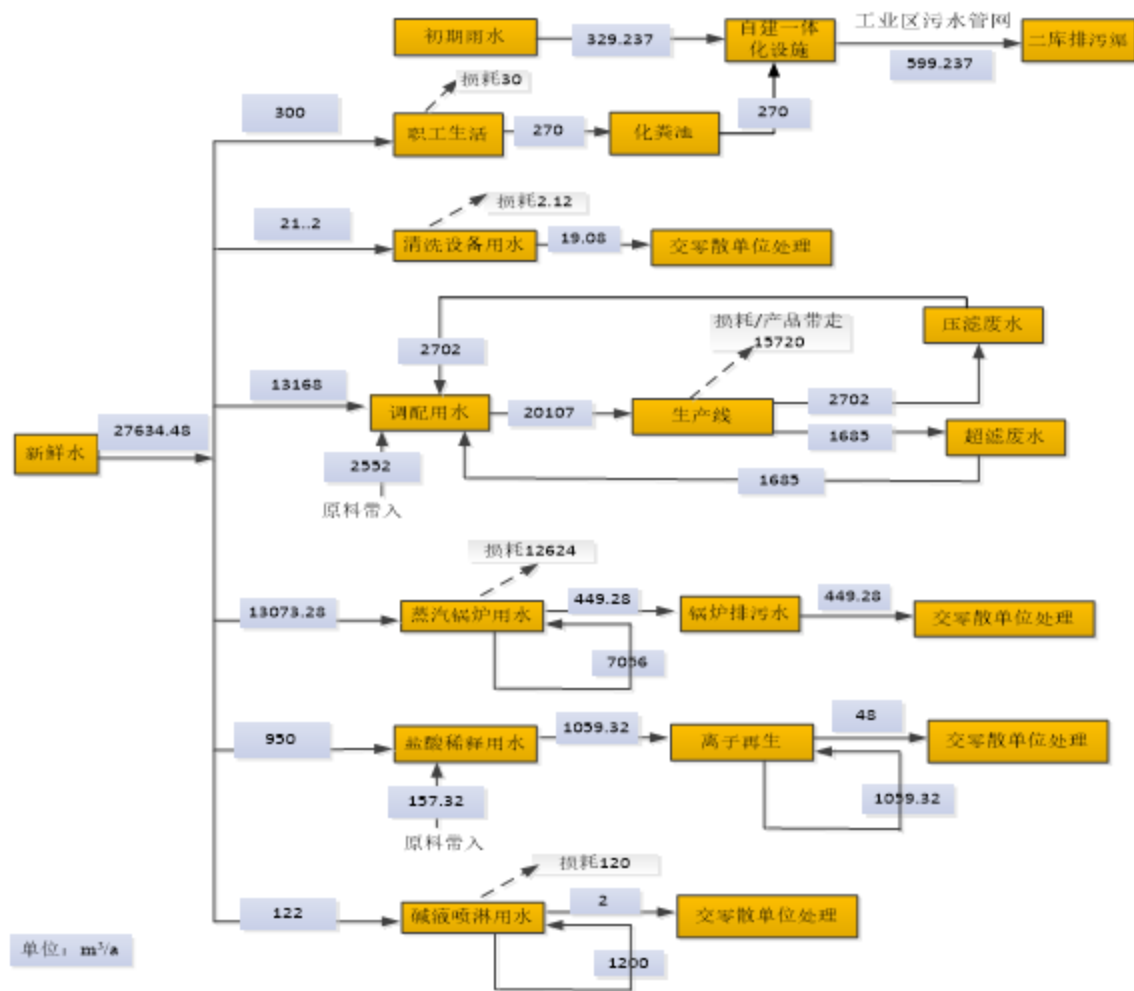 初期雨水
329.237
自建一体
化设施
工业区污水管网
599.237
二库排污渠
损耗30
300
职工生活
270
化粪池
270
损耗2.12
21..2
清洗设备用水
19.08
交零散单位处理
损耗/产品带走
15720
压滤废水
2702
13168
调配用水
20107
生产线
2702
1685
超滤废水
27634.48
新鲜水
2552
1685
原料带入
损耗12624
13073.28
蒸汽锅炉用水
449.28
锅炉排污水
449.28
交零散单位处理
7056
950
盐酸稀释用水
1059.32
离子再生
48
交零散单位处理
157.32
1059.32
原料带入
损耗120
122
碱液喷淋用水
2
交零散单位处理
1200
单位：m³/a